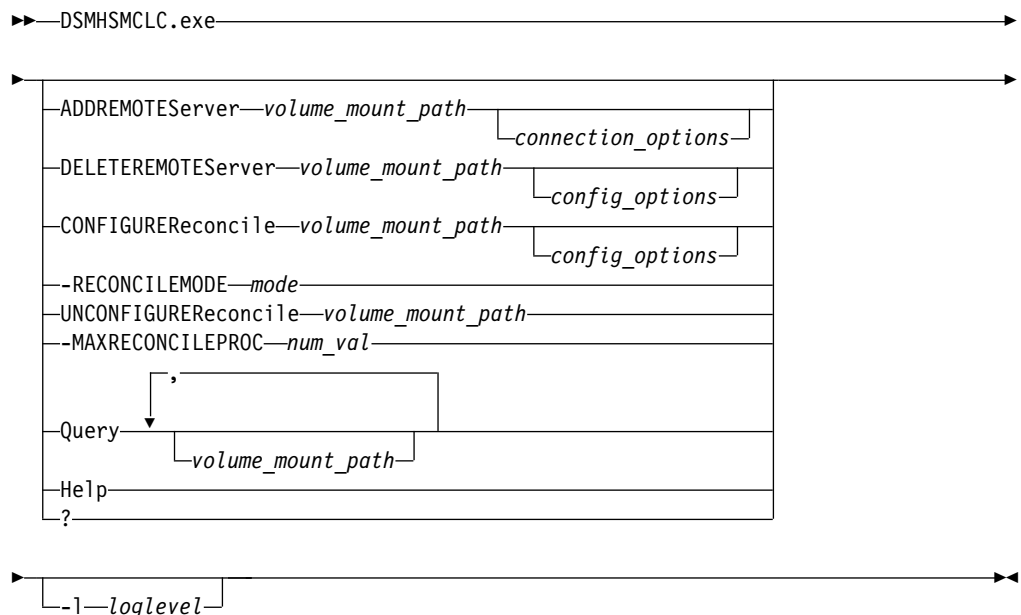 DSMHSMCLC.exe
ADDREMOTEServer volume_mount_path
connection_options
DELETEREMOTEServer volume_mount_path
config_options
CONFIGUREReconcile volume_mount_path
config_options
-RECONCILEMODE mode
UNCONFIGUREReconcile volume_mount_path
-MAXRECONCILEPROC num_val
,
Query
volume_mount_path
Help
?
-l loglevel